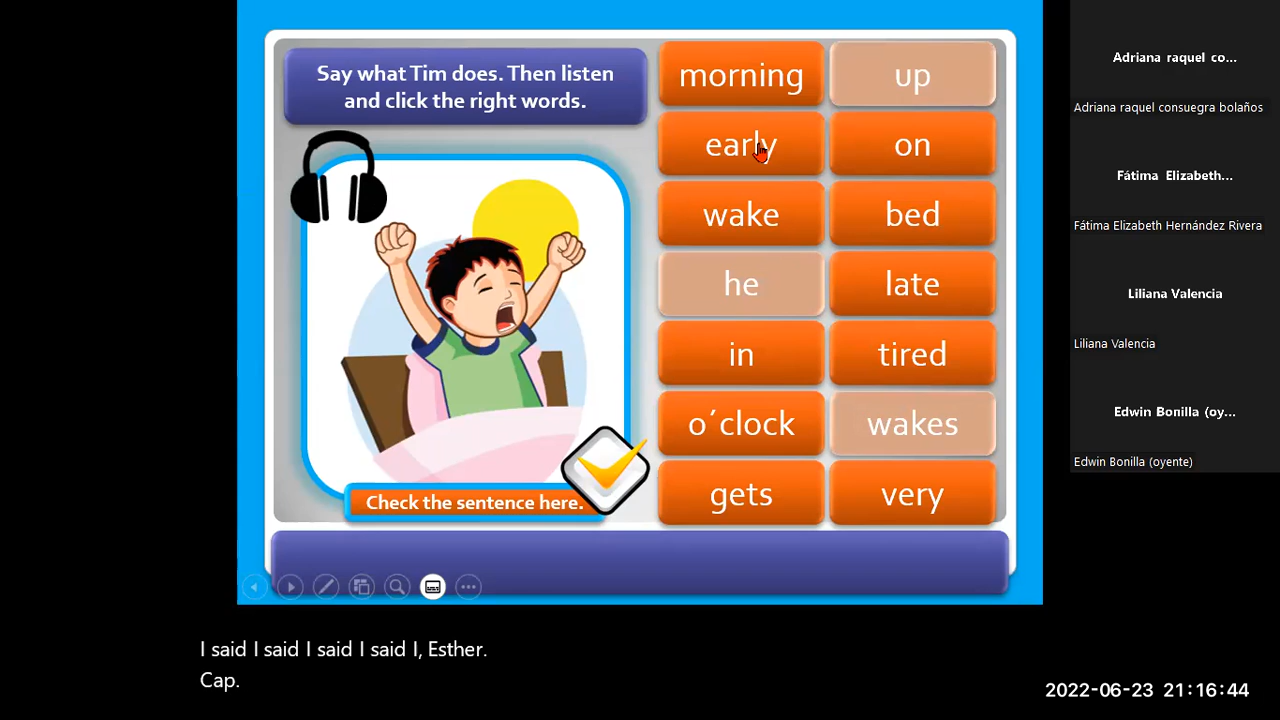 Say what Tim does. Then listen
and click the right words.
morning
up
early
on
wake
bed
he
late
in
tired
o´clock
wakes
gets
very
Check the sentence here.
Adriana raquel co...
Adriana raquel consuegra bolaños
Fátima Elizabeth...
Fátima Elizabeth Hernández Rivera
Liliana Valencia
Liliana Valencia
Edwin Bonilla (oy...
Edwin Bonilla (oyente)
I said I said I said I said I, Esther.
Cap.
2022-06-23 21:16:44